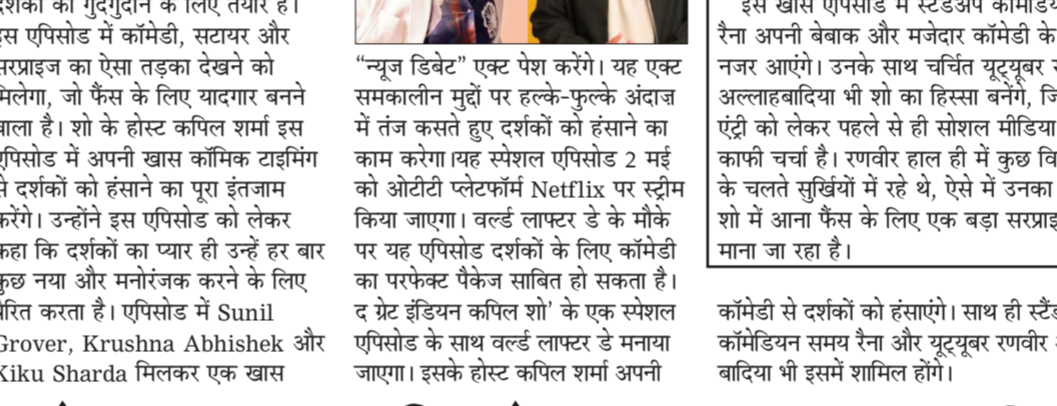 दर्शकों को गुदगुदाने के लिए तैयार है।
इस एपिसोड में कॉमेडी, सटायर और
सरप्राइज का ऐसा तड़का देखने को
मिलेगा, जो फैंस के लिए यादगार बनने
वाला है। शो के होस्ट कपिल शर्मा इस
एपिसोड में अपनी खास कॉमिक टाइमिंग
से दर्शकों को हंसाने का पूरा इंतजाम
करेंगे। उन्होंने इस एपिसोड को लेकर
कहा कि दर्शकों का प्यार ही उन्हें हर बार
कुछ नया और मनोरंजक करने के लिए
प्रेरित करता है। एपिसोड में Sunil
Grover, Krushna Abhishek और
Kiku Sharda मिलकर एक खास
“न्यूज डिबेट” एक्ट पेश करेंगे। यह एक्ट
समकालीन मुद्दों पर हल्के-फुल्के अंदाज़
में तंज कसते हुए दर्शकों को हंसाने का
काम करेगा।यह स्पेशल एपिसोड 2 मई
को ओटीटी प्लेटफॉर्म Netflix पर स्ट्रीम
किया जाएगा। वर्ल्ड लाफ्टर डे के मौके
पर यह एपिसोड दर्शकों के लिए कॉमेडी
का परफेक्ट पैकेज साबित हो सकता है।
द ग्रेट इंडियन कपिल शो’ के एक स्पेशल
एपिसोड के साथ वर्ल्ड लाफ्टर डे मनाया
जाएगा। इसके होस्ट कपिल शर्मा अपनी
इस खास एपिसोड में स्टैंडअप
रैना अपनी बेबाक और मजेदार कॉमेडी के
नजर आएंगे। उनके साथ चर्चित यूट्यूबर
अल्लाहबादिया भी शो का हिस्सा बनेंगे,
एंट्री को लेकर पहले से ही सोशल मीडिया
काफी चर्चा है। रणवीर हाल ही में कुछ
के चलते सुर्खियों में रहे थे, ऐसे में उनका
शो में आना फैंस के लिए एक बड़ा
माना जा रहा है।
कॉमेडी से दर्शकों को हंसाएंगे। साथ ही
कॉमेडियन समय रैना और यूट्यूबर रणवीर
बादिया भी इसमें शामिल होंगे।